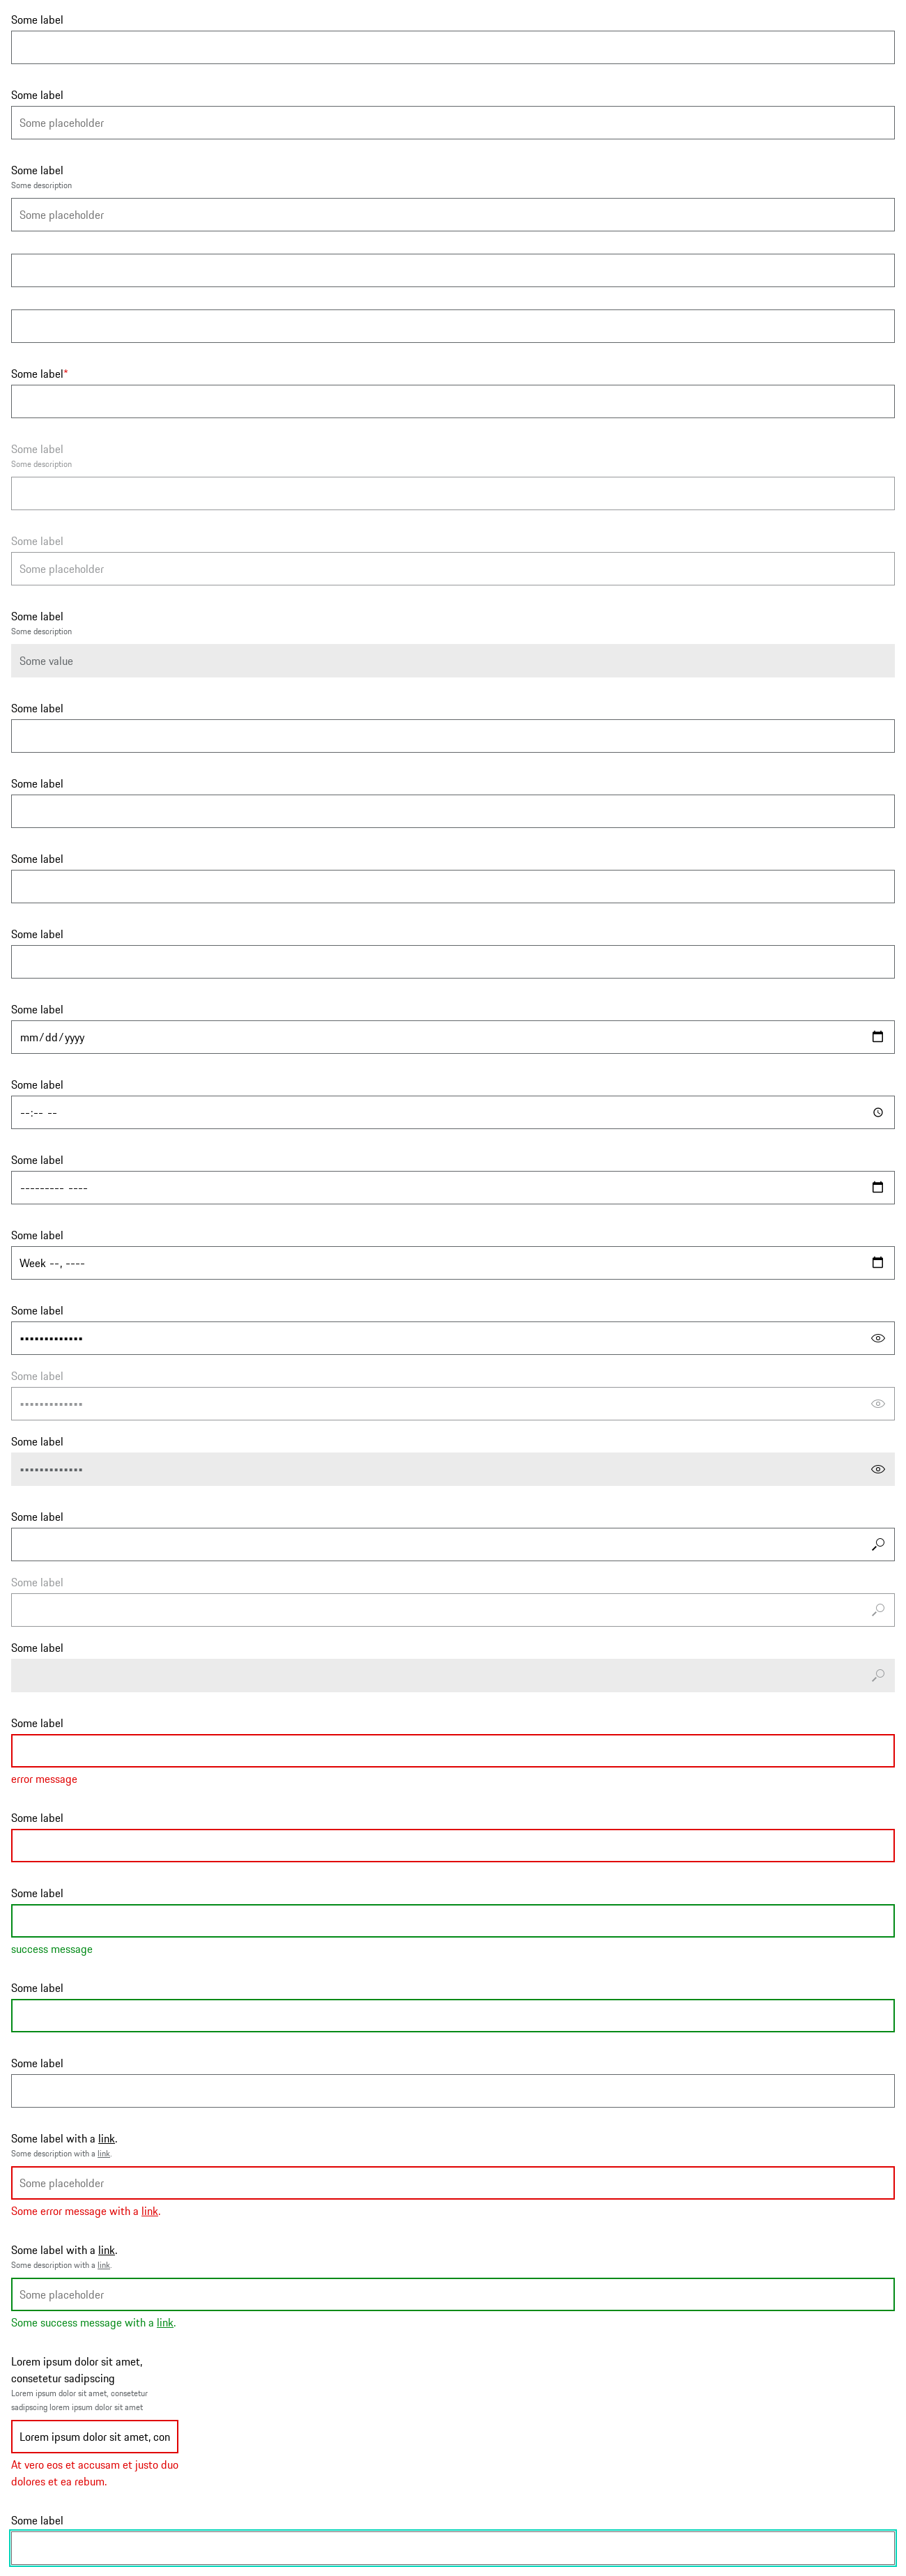 Some label
Some label
Some placeholder
Some label
Some description
Some placeholder
Some label*
Some label
Some description
Some label
Some placeholder
Some label
Some description
Some value
Some label
Some label
Some label
Some label
Some label
mm/dd/yyyy
Some label
--:-- --
Some label
--------- ----
Some label
Week --, ----
Some label
•••••••••••••
Some label
•••••••••••••
Some label
•••••••••••••
Some label
Some label
Some label
Some label
error message
Some label
Some label
success message
Some label
Some label
Some label with a link.
Some description with a link.
Some placeholder
Some error message with a link.
Some label with a link.
Some description with a link.
Some placeholder
Some success message with a link.
Lorem ipsum dolor sit amet,
consetetur sadipscing
Lorem ipsum dolor sit amet, consetetur
sadipscing lorem ipsum dolor sit amet
Lorem ipsum dolor sit amet, con
At vero eos et accusam et justo duo
dolores et ea rebum.
Some label